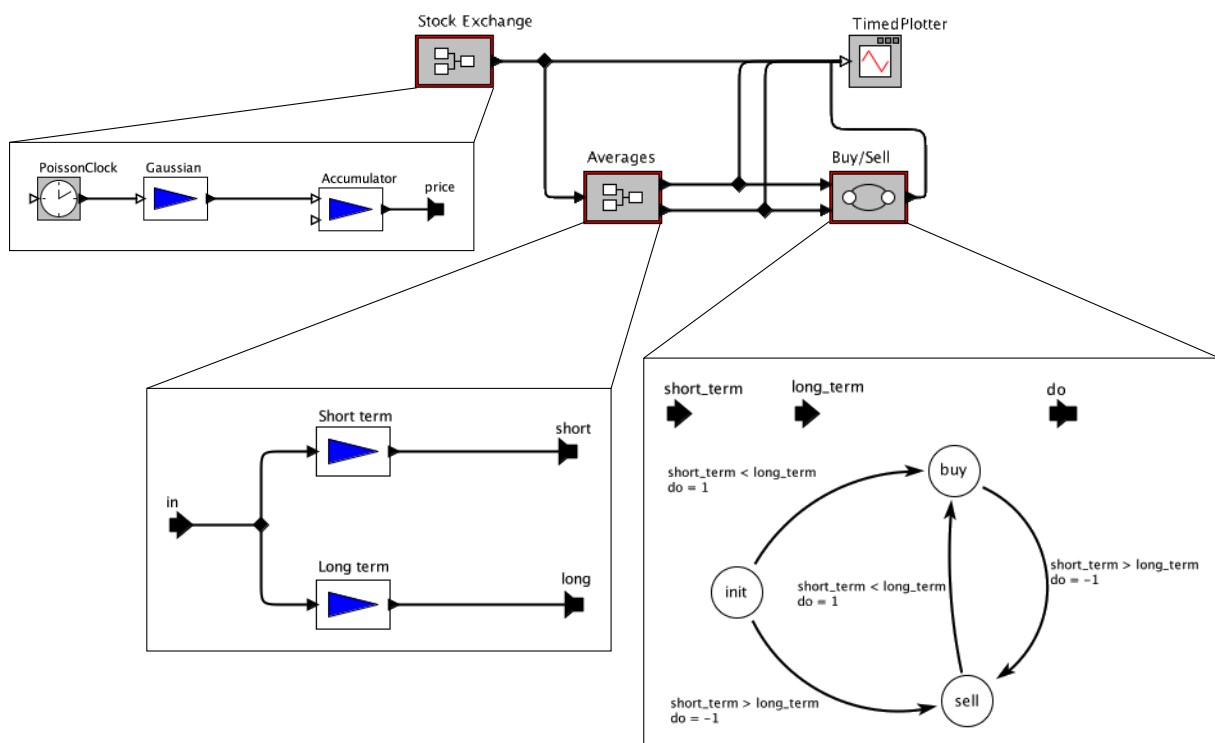 Stock Exchange
TimedPlotter
PoissonClock
Gaussian
Accumulator
price
Averages
Buy/Sell
Short term
short
in
Long term
long
short_term
long_term
do
short_term < long_term
do = 1
buy
init
short_term < long_term
do = 1
short_term > long_term
do = -1
short_term > long_term
do = -1
sell